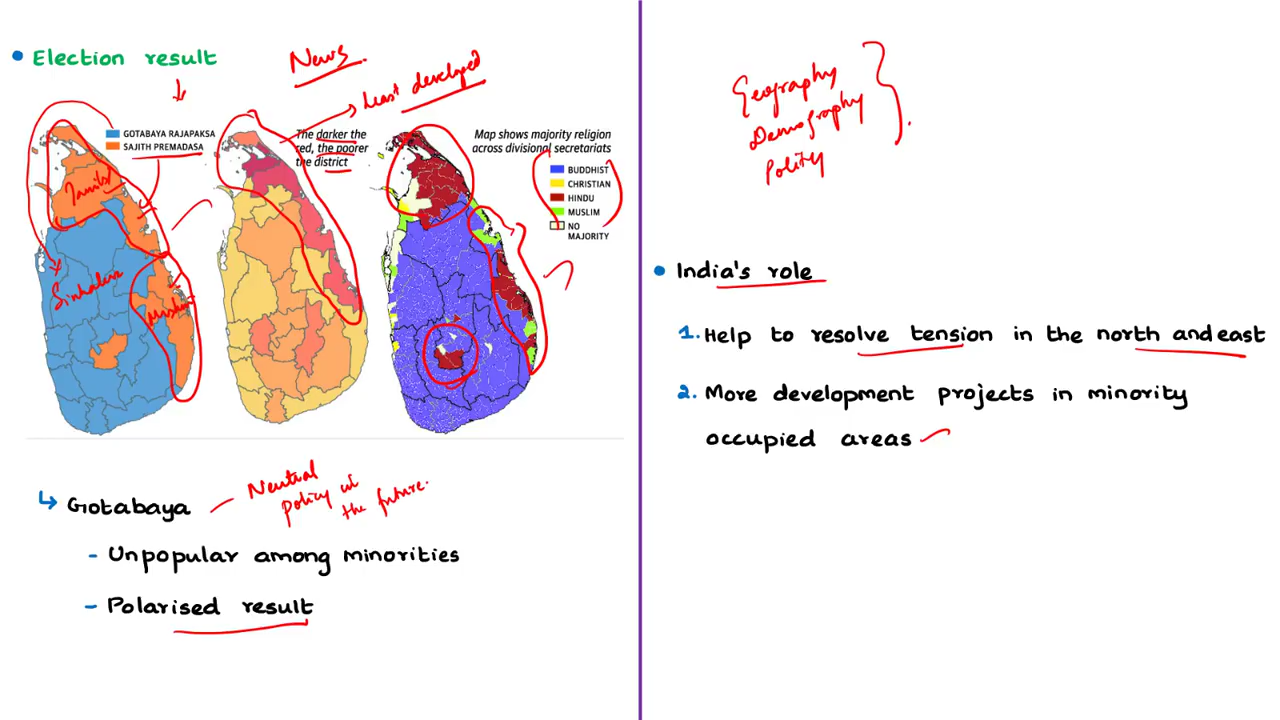 Election result
News.
Least developed
GOTABAYA RAJAPAKSA
SAJITH PREMADASA
The darker the
red, the poorer
the district
Map shows majority religion
across divisional secretariats
BUDDHIST
CHRISTIAN
HINDU
MUSLIM
NO
MAJORITY
Tamils
Sinhalese
Muslims
Gotabaya
Neutral
policy in
the future.
- Unpopular among minorities
- Polarised result
Geography
Demography
Polity
India's role
1. Help to resolve tension in the north and east
2. More development projects in minority
occupied areas